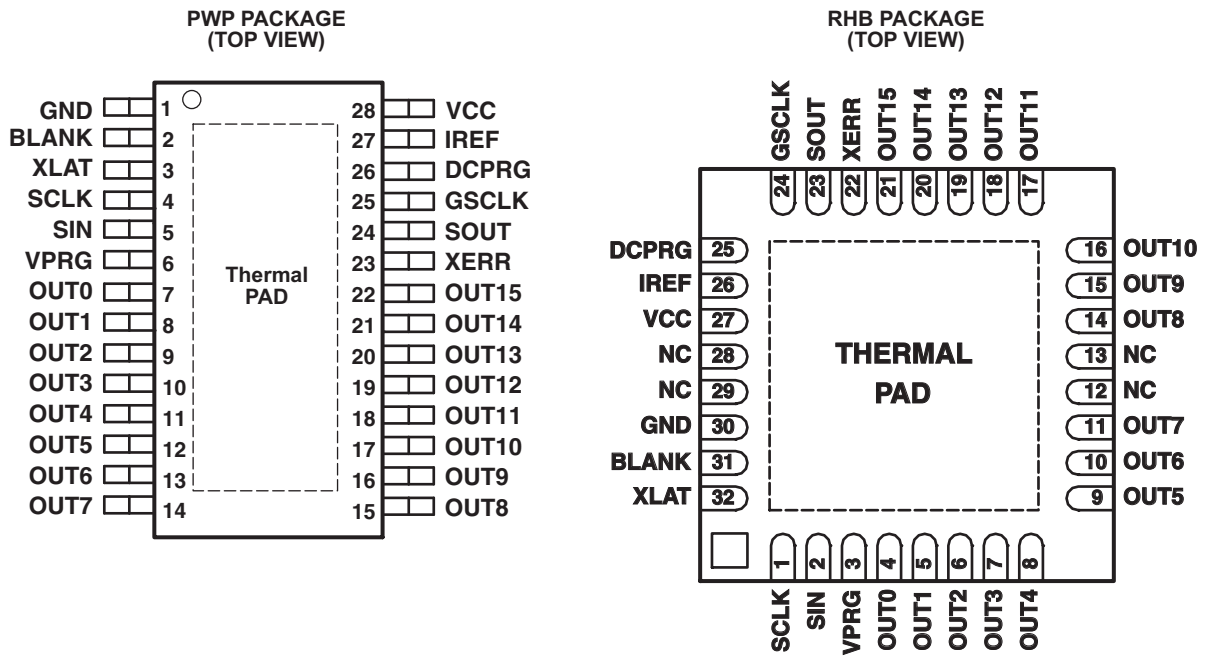 PWP PACKAGE
(TOP VIEW)
GND 1
BLANK 2
XLAT 3
SCLK 4
SIN 5
VPRG 6
OUT0 7
OUT1 8
OUT2 9
OUT3 10
OUT4 11
OUT5 12
OUT6 13
OUT7 14
Thermal
PAD
28 VCC
27 IREF
26 DCPRG
25 GSCLK
24 SOUT
23 XERR
22 OUT15
21 OUT14
20 OUT13
19 OUT12
18 OUT11
17 OUT10
16 OUT9
15 OUT8
RHB PACKAGE
(TOP VIEW)
GSCLK 24
SOUT 23
XERR 22
OUT15 21
OUT14 20
OUT13 19
OUT12 18
OUT11 17
DCPRG 25
IREF 26
VCC 27
NC 28
NC 29
GND 30
BLANK 31
XLAT 32
THERMAL
PAD
16 OUT10
15 OUT9
14 OUT8
13 NC
12 NC
11 OUT7
10 OUT6
9 OUT5
SCLK 1
SIN 2
VPRG 3
OUT0 4
OUT1 5
OUT2 6
OUT3 7
OUT4 8